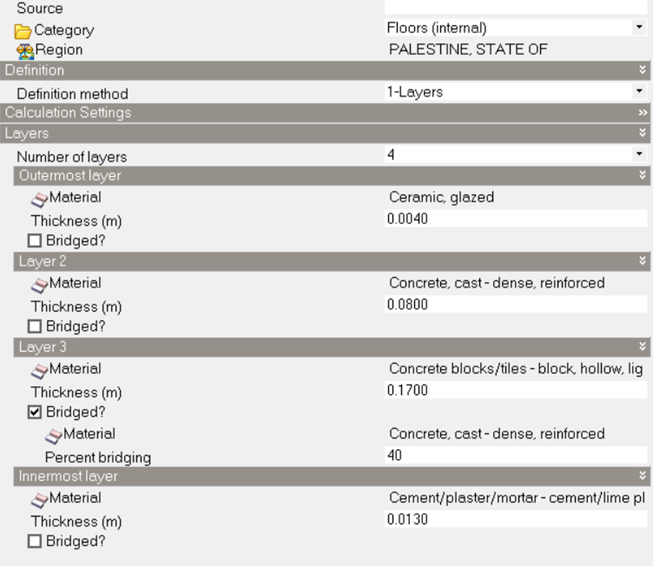 Source
Category Floors (internal)
Region PALESTINE, STATE OF
Definition
Definition method 1-Layers
Calculation Settings
Layers
Number of layers 4
Outermost layer
Material Ceramic, glazed
Thickness (m) 0.0040
Bridged?
Layer 2
Material Concrete, cast - dense, reinforced
Thickness (m) 0.0800
Bridged?
Layer 3
Material Concrete blocks/tiles - block, hollow, lig
Thickness (m) 0.1700
Bridged?
Material Concrete, cast - dense, reinforced
Percent bridging 40
Innermost layer
Material Cement/plaster/mortar - cement/lime pl
Thickness (m) 0.0130
Bridged?